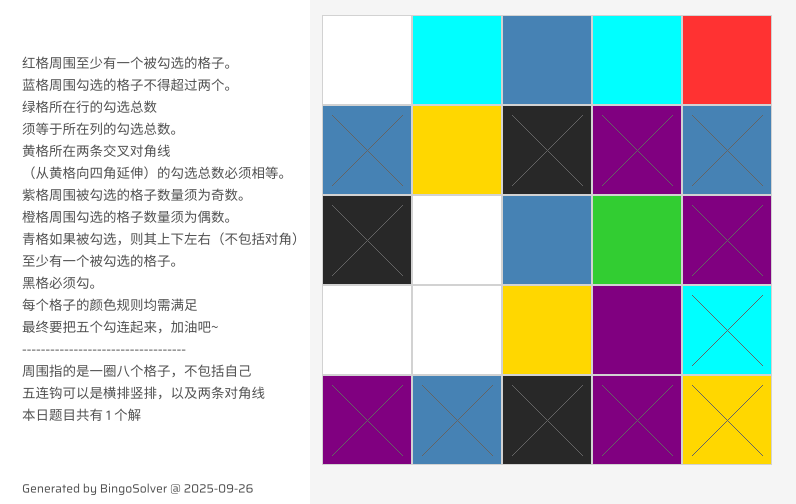 红格周围至少有一个被勾选的格子。
蓝格周围勾选的格子不得超过两个。
绿格所在行的勾选总数
须等于所在列的勾选总数。
黄格所在两条交叉对角线
（从黄格向四角延伸）的勾选总数必须相等。
紫格周围被勾选的格子数量须为奇数。
橙格周围勾选的格子数量须为偶数。
青格如果被勾选，则其上下左右（不包括对角）
至少有一个被勾选的格子。
黑格必须勾。
每个格子的颜色规则均需满足
最终要把五个勾连起来，加油吧~
----------------------------------
周围指的是一圈八个格子，不包括自己
五连钩可以是横排竖排，以及两条对角线
本日题目共有1个解
Generated by BingoSolver @ 2025-09-26